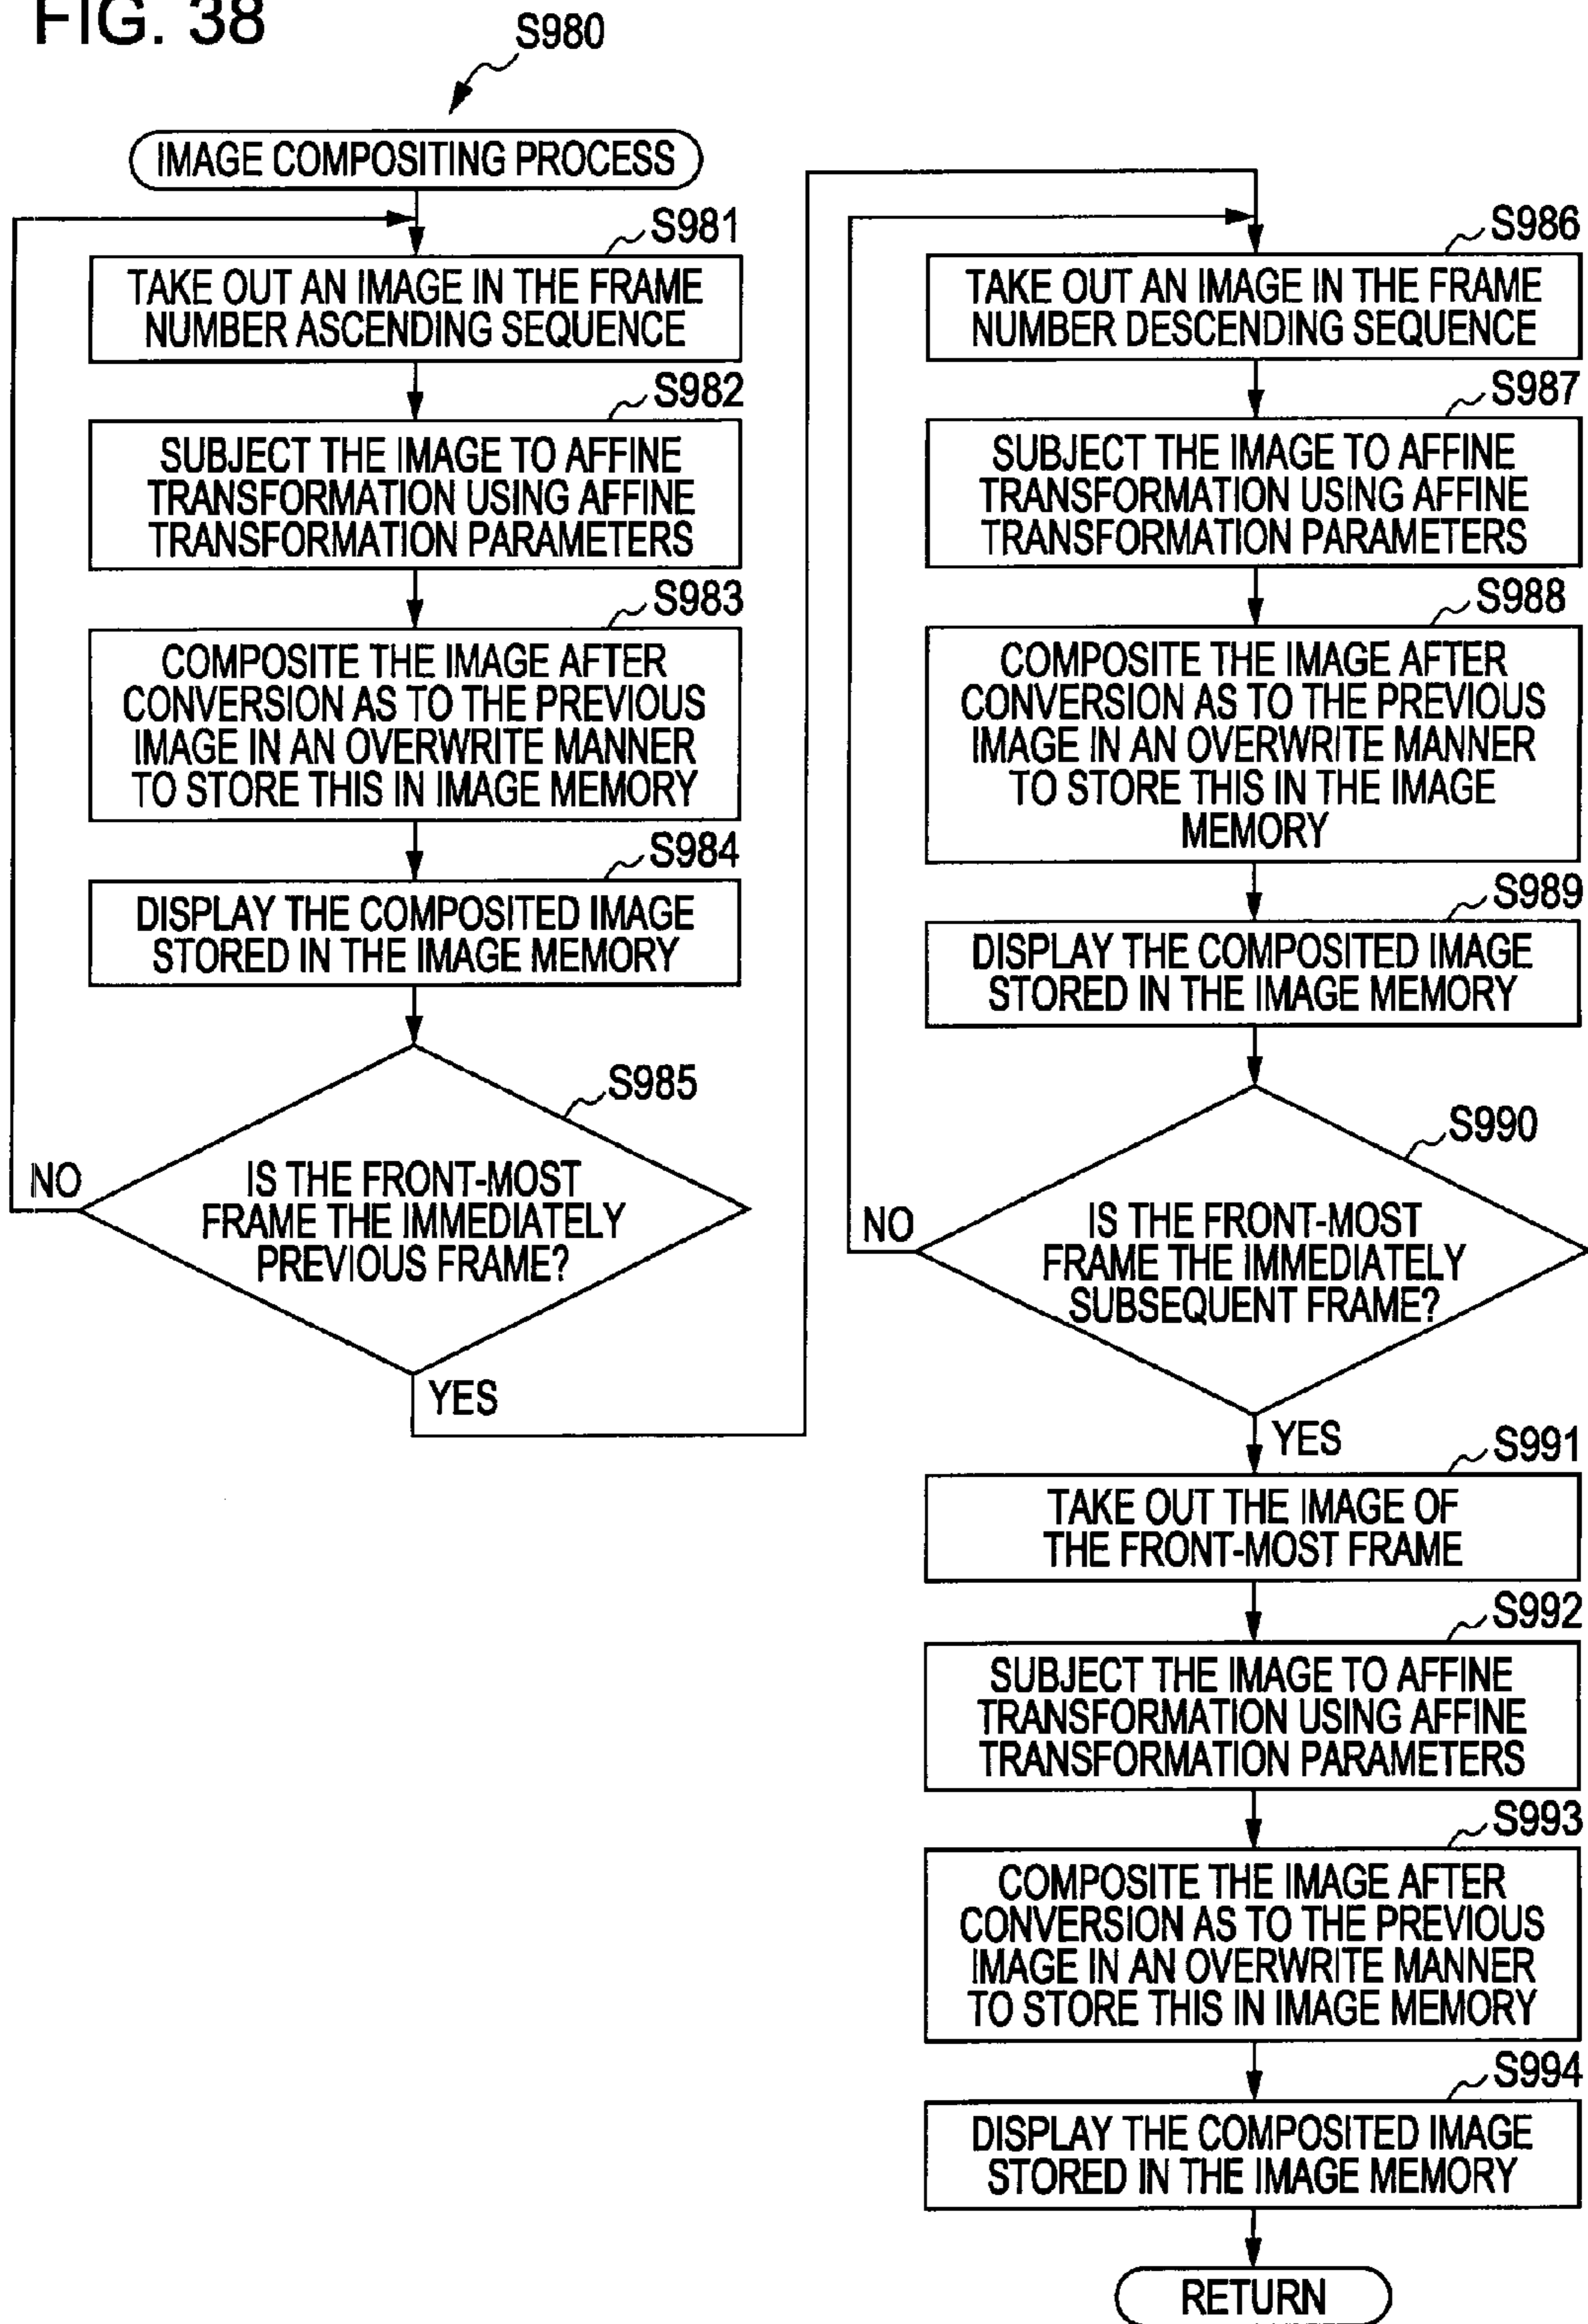 FIG. 38
S980
IMAGE COMPOSITING PROCESS
S981
TAKE OUT AN IMAGE IN THE FRAME
NUMBER ASCENDING SEQUENCE
S982
SUBJECT THE IMAGE TO AFFINE
TRANSFORMATION USING AFFINE
TRANSFORMATION PARAMETERS
S983
COMPOSITE THE IMAGE AFTER
CONVERSION AS TO THE PREVIOUS
IMAGE IN AN OVERWRITE MANNER
TO STORE THIS IN IMAGE MEMORY
S984
DISPLAY THE COMPOSITED IMAGE
STORED IN THE IMAGE MEMORY
S985
IS THE FRONT-MOST
FRAME THE IMMEDIATELY
PREVIOUS FRAME?
NO
YES
S986
TAKE OUT AN IMAGE IN THE FRAME
NUMBER DESCENDING SEQUENCE
S987
SUBJECT THE IMAGE TO AFFINE
TRANSFORMATION USING AFFINE
TRANSFORMATION PARAMETERS
S988
COMPOSITE THE IMAGE AFTER
CONVERSION AS TO THE PREVIOUS
IMAGE IN AN OVERWRITE MANNER
TO STORE THIS IN THE IMAGE
MEMORY
S989
DISPLAY THE COMPOSITED IMAGE
STORED IN THE IMAGE MEMORY
S990
NO
IS THE FRONT-MOST
FRAME THE IMMEDIATELY
SUBSEQUENT FRAME?
YES
S991
TAKE OUT THE IMAGE OF
THE FRONT-MOST FRAME
S992
SUBJECT THE IMAGE TO AFFINE
TRANSFORMATION USING AFFINE
TRANSFORMATION PARAMETERS
S993
COMPOSITE THE IMAGE AFTER
CONVERSION AS TO THE PREVIOUS
IMAGE IN AN OVERWRITE MANNER
TO STORE THIS IN IMAGE MEMORY
S994
DISPLAY THE COMPOSITED IMAGE
STORED IN THE IMAGE MEMORY
RETURN